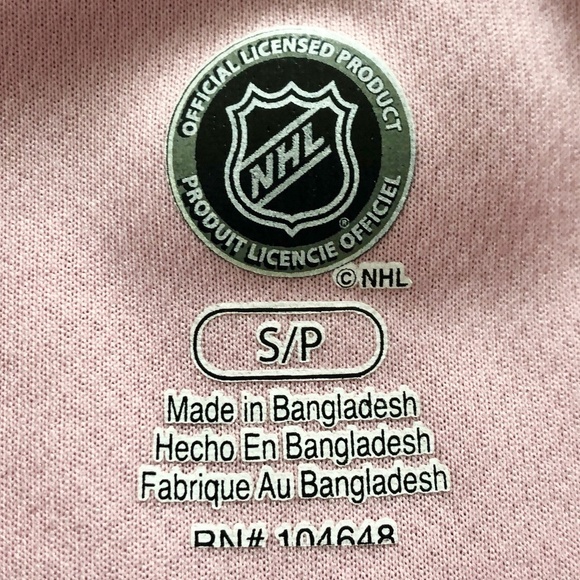 OFFICIAL LICENSED PRODUCT
NHL
®
PRODUIT LICENCIE OFFICIEL
© NHL
S/P
Made in Bangladesh
Hecho En Bangladesh
Fabrique Au Bangladesh
RN# 104648